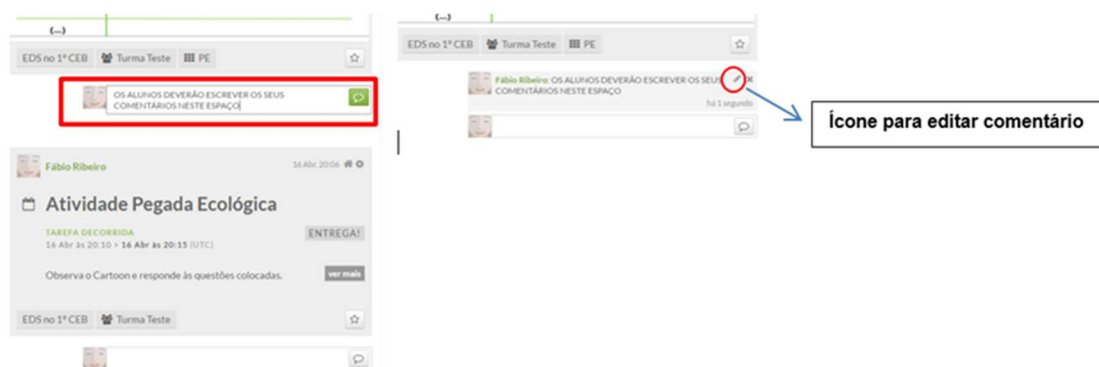 (...)
EDS no 1º CEB Turma Teste PE
OS ALUNOS DEVERÃO ESCREVER OS SEUS
COMENTÁRIOS NESTE ESPAÇO
Fábio Ribeiro
16 Abr, 20:06
Atividade Pegada Ecológica
TAREFA DECORRIDA
ENTREGA!
16 Abr às 20:10 > 16 Abr às 20:15 (UTC)
Observa o Cartoon e responde às questões colocadas.
ver mais
EDS no 1º CEB Turma Teste
(...)
EDS no 1º CEB Turma Teste PE
Fábio Ribeiro: OS ALUNOS DEVERÃO ESCREVER OS SEUS
COMENTÁRIOS NESTE ESPAÇO
há 1 segundo
Ícone para editar comentário